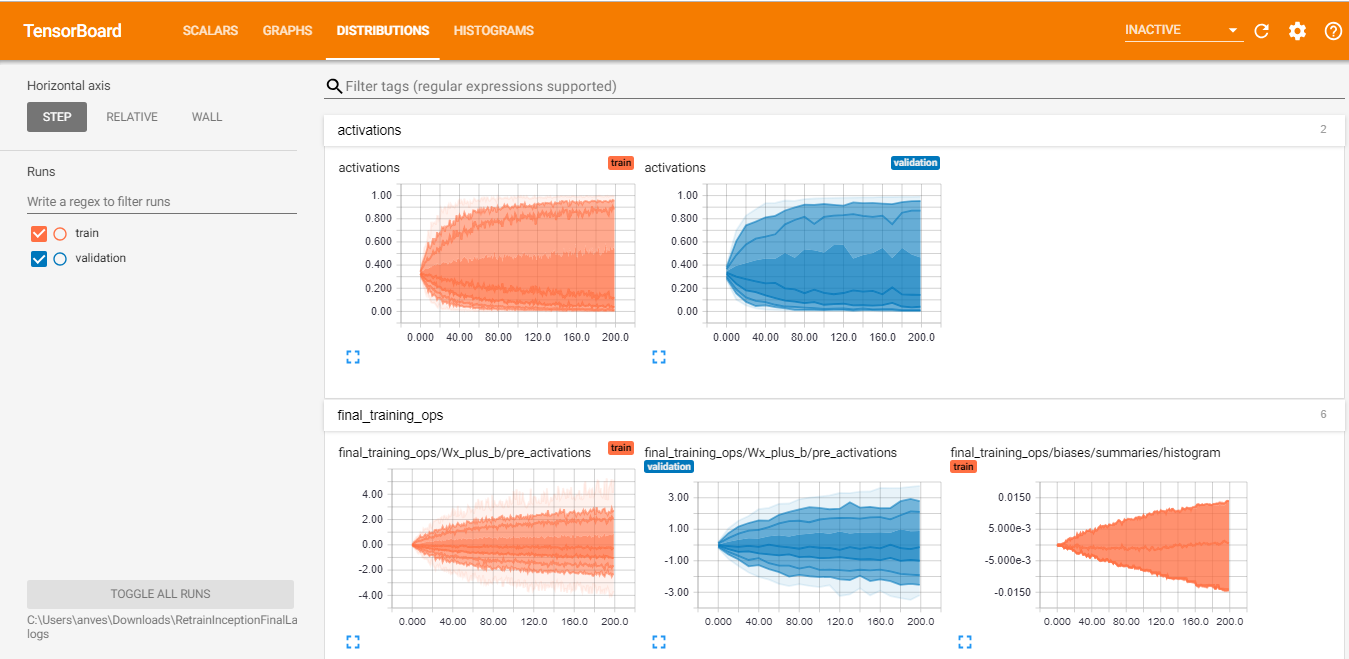 TensorBoard SCALARS GRAPHS DISTRIBUTIONS HISTOGRAMS INACTIVE
Horizontal axis
STEP RELATIVE WALL
Runs
Write a regex to filter runs
train
validation
TOGGLE ALL RUNS
C:\Users\anves\Downloads\RetrainInceptionFinalLa
logs
Filter tags (regular expressions supported)
activations 2
activations train
1.00
0.800
0.600
0.400
0.200
0.00
0.000 40.00 80.00 120.0 160.0 200.0
activations validation
1.00
0.800
0.600
0.400
0.200
0.00
0.000 40.00 80.00 120.0 160.0 200.0
final_training_ops 6
final_training_ops/Wx_plus_b/pre_activations train
4.00
2.00
0.00
-2.00
-4.00
0.000 40.00 80.00 120.0 160.0 200.0
final_training_ops/Wx_plus_b/pre_activations
validation
3.00
1.00
-1.00
-3.00
0.000 40.00 80.00 120.0 160.0 200.0
final_training_ops/biases/summaries/histogram
train
0.0150
5.000e-3
-5.000e-3
-0.0150
0.000 40.00 80.00 120.0 160.0 200.0